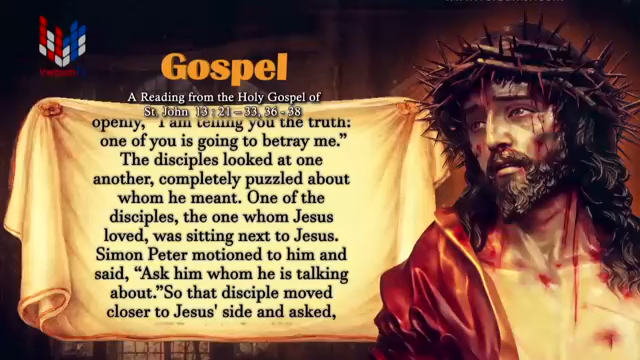 Gospel
A Reading from the Holy Gospel of
St. John 13 : 21 – 33, 36 - 38
openly, "I am telling you the truth:
one of you is going to betray me."
The disciples looked at one
another, completely puzzled about
whom he meant. One of the
disciples, the one whom Jesus
loved, was sitting next to Jesus.
Simon Peter motioned to him and
said, "Ask him whom he is talking
about."So that disciple moved
closer to Jesus' side and asked,